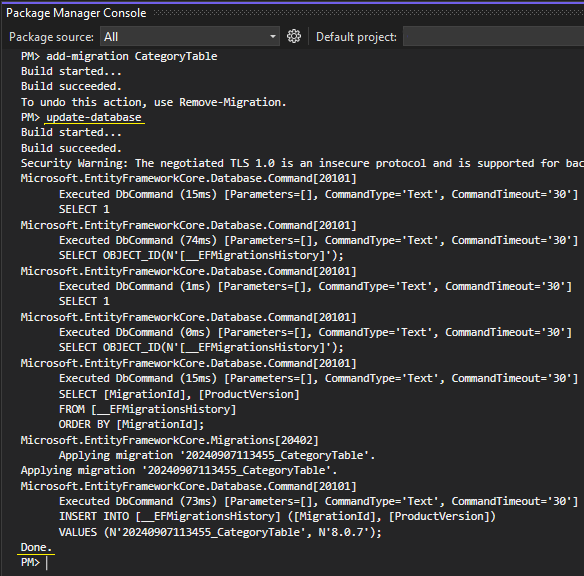 Package Manager Console
Package source: All Default project:
PM> add-migration CategoryTable
Build started...
Build succeeded.
To undo this action, use Remove-Migration.
PM> update-database
Build started...
Build succeeded.
Security Warning: The negotiated TLS 1.0 is an insecure protocol and is supported for bac
Microsoft.EntityFrameworkCore.Database.Command[20101]
Executed DbCommand (15ms) [Parameters=[], CommandType='Text', CommandTimeout='30']
SELECT 1
Microsoft.EntityFrameworkCore.Database.Command[20101]
Executed DbCommand (74ms) [Parameters=[], CommandType='Text', CommandTimeout='30']
SELECT OBJECT_ID(N'[__EFMigrationsHistory]');
Microsoft.EntityFrameworkCore.Database.Command[20101]
Executed DbCommand (1ms) [Parameters=[], CommandType='Text', CommandTimeout='30']
SELECT 1
Microsoft.EntityFrameworkCore.Database.Command[20101]
Executed DbCommand (0ms) [Parameters=[], CommandType='Text', CommandTimeout='30']
SELECT OBJECT_ID(N'[__EFMigrationsHistory]');
Microsoft.EntityFrameworkCore.Database.Command[20101]
Executed DbCommand (15ms) [Parameters=[], CommandType='Text', CommandTimeout='30']
SELECT [MigrationId], [ProductVersion]
FROM [__EFMigrationsHistory]
ORDER BY [MigrationId];
Microsoft.EntityFrameworkCore.Migrations[20402]
Applying migration '20240907113455_CategoryTable'.
Applying migration '20240907113455_CategoryTable'.
Microsoft.EntityFrameworkCore.Database.Command[20101]
Executed DbCommand (73ms) [Parameters=[], CommandType='Text', CommandTimeout='30']
INSERT INTO [__EFMigrationsHistory] ([MigrationId], [ProductVersion])
VALUES (N'20240907113455_CategoryTable', N'8.0.7');
Done.
PM>